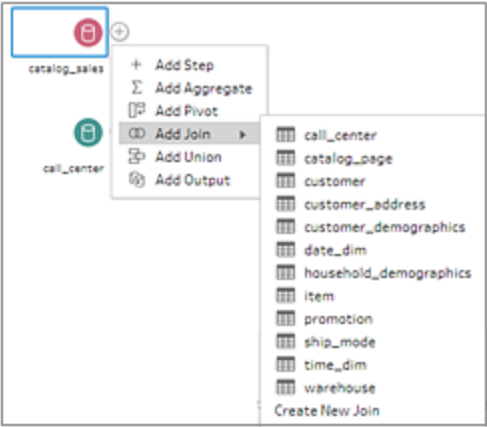 catalog_sales
Add Step
Add Aggregate
Add Pivot
Add Join
Add Union
Add Output
call_center
call_center
catalog_page
customer
customer_address
customer_demographics
date_dim
household_demographics
item
promotion
ship_mode
time_dim
warehouse
Create New Join